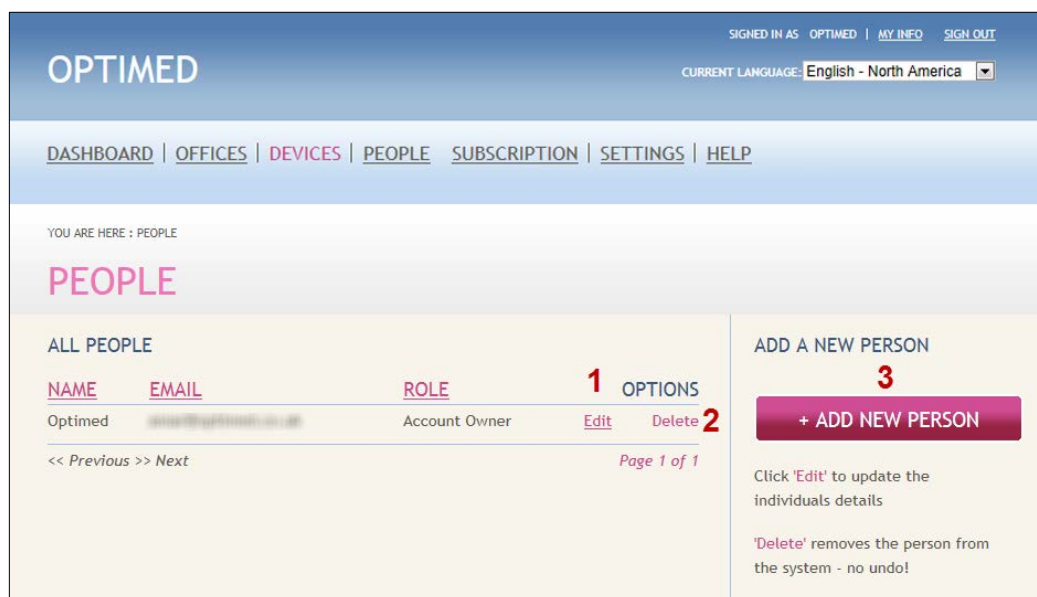 SIGNED IN AS OPTIMED | MY INFO SIGN OUT
OPTIMED
CURRENT LANGUAGE: English - North America
DASHBOARD | OFFICES | DEVICES | PEOPLE SUBSCRIPTION | SETTINGS | HELP
YOU ARE HERE : PEOPLE
PEOPLE
ALL PEOPLE
NAME EMAIL ROLE 1 OPTIONS
Optimed Account Owner Edit Delete 2
<< Previous >> Next Page 1 of 1
ADD A NEW PERSON
3
+ ADD NEW PERSON
Click 'Edit' to update the
individuals details
'Delete' removes the person from
the system - no undo!